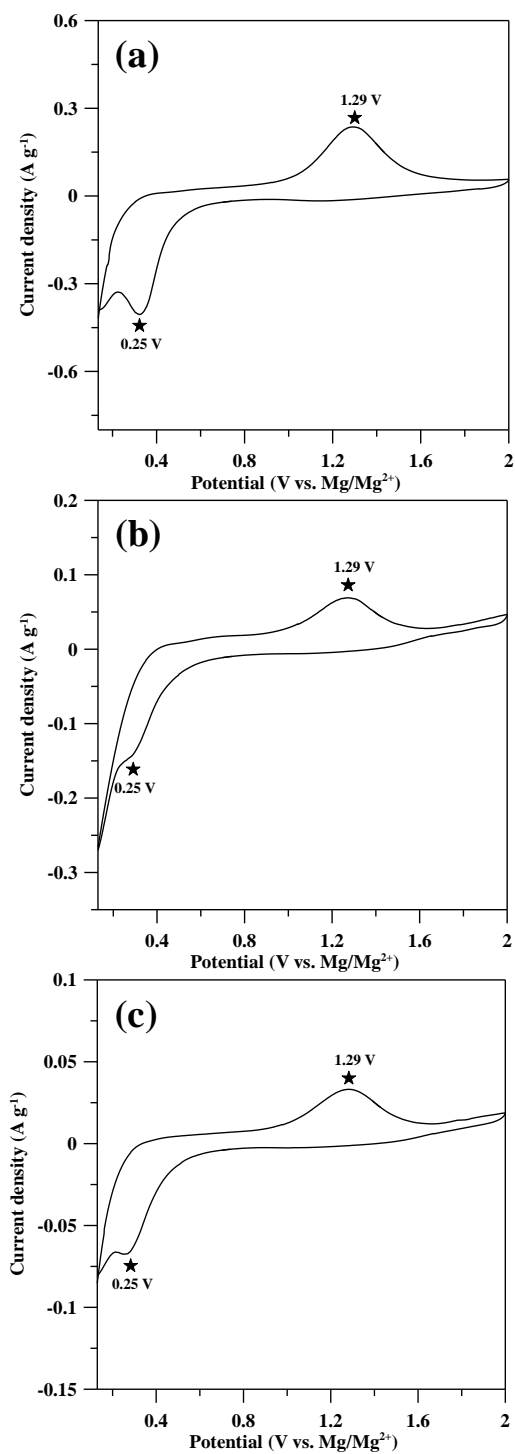 (a)
0.6
0.3
0
-0.3
-0.6
Current density (A g⁻¹)
1.29 V
0.25 V
0.4 0.8 1.2 1.6 2
Potential (V vs. Mg/Mg²⁺)
(b)
0.2
0.1
0
-0.1
-0.2
-0.3
Current density (A g⁻¹)
1.29 V
0.25 V
0.4 0.8 1.2 1.6 2
Potential (V vs. Mg/Mg²⁺)
(c)
0.1
0.05
0
-0.05
-0.1
-0.15
Current density (A g⁻¹)
1.29 V
0.25 V
0.4 0.8 1.2 1.6 2
Potential (V vs. Mg/Mg²⁺)